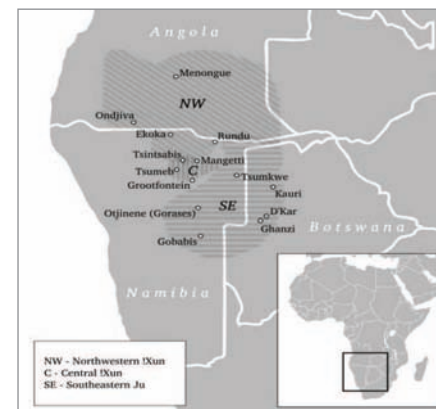 Angola
Menongue
NW
Ondjiva
Ekoka
Rundu
Tsintsabis
Mangetti
C
Tsumeb
Tsumkwe
Grootfontein
Kauri
Otjinene (Gorases)
SE
D'Kar
Ghanzi
Botswana
Gobabis
Namibia
NW - Northwestern !Xun
C - Central !Xun
SE - Southeastern Ju